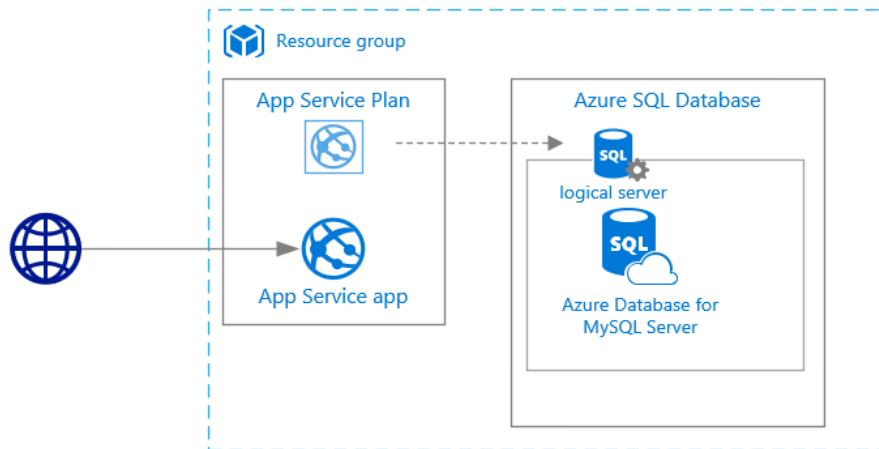 Resource group
App Service Plan
App Service app
Azure SQL Database
SQL
logical server
SQL
Azure Database for
MySQL Server